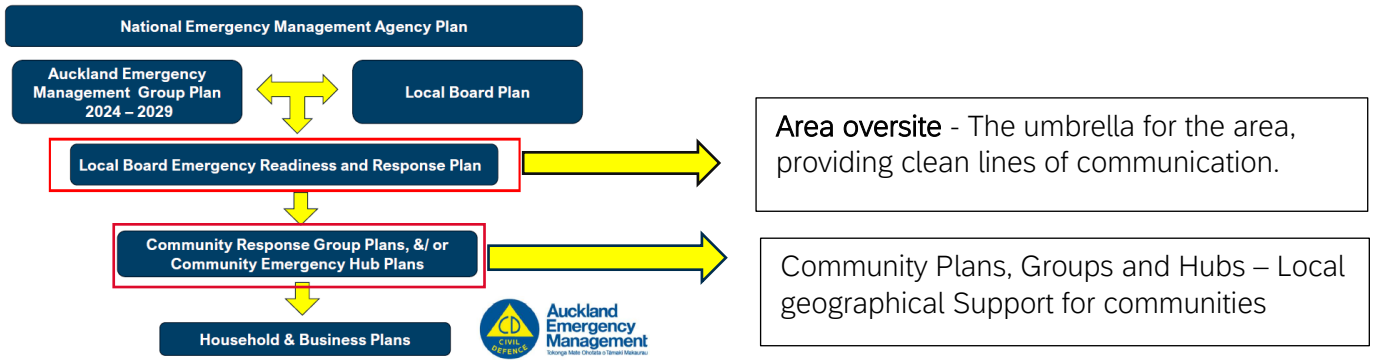 National Emergency Management Agency Plan
Auckland Emergency
Management Group Plan
2024 – 2029
Local Board Plan
Local Board Emergency Readiness and Response Plan
Area oversite - The umbrella for the area,
providing clean lines of communication.
Community Response Group Plans, &/ or
Community Emergency Hub Plans
Community Plans, Groups and Hubs – Local
geographical Support for communities
Household & Business Plans
CD
CIVIL
DEFENCE
Auckland
Emergency
Management